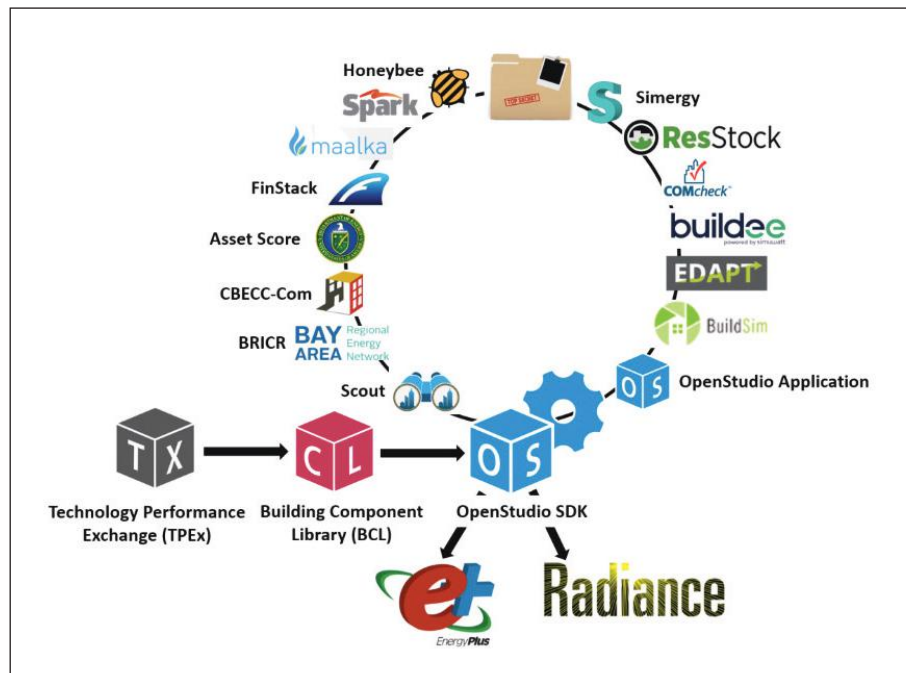 Honeybee
Spark
maalka
FinStack
Asset Score
CBECC-Com
BRICR
BAY AREA
Regional
Energy
Network
Scout
TOP SECRET
S
Simergy
ResStock
COMcheck™
buildee
powered by simuwatt
EDAPT
BuildSim
OS
OpenStudio Application
TX
Technology Performance
Exchange (TPEx)
CL
Building Component
Library (BCL)
OS
OpenStudio SDK
e+
EnergyPlus
Radiance